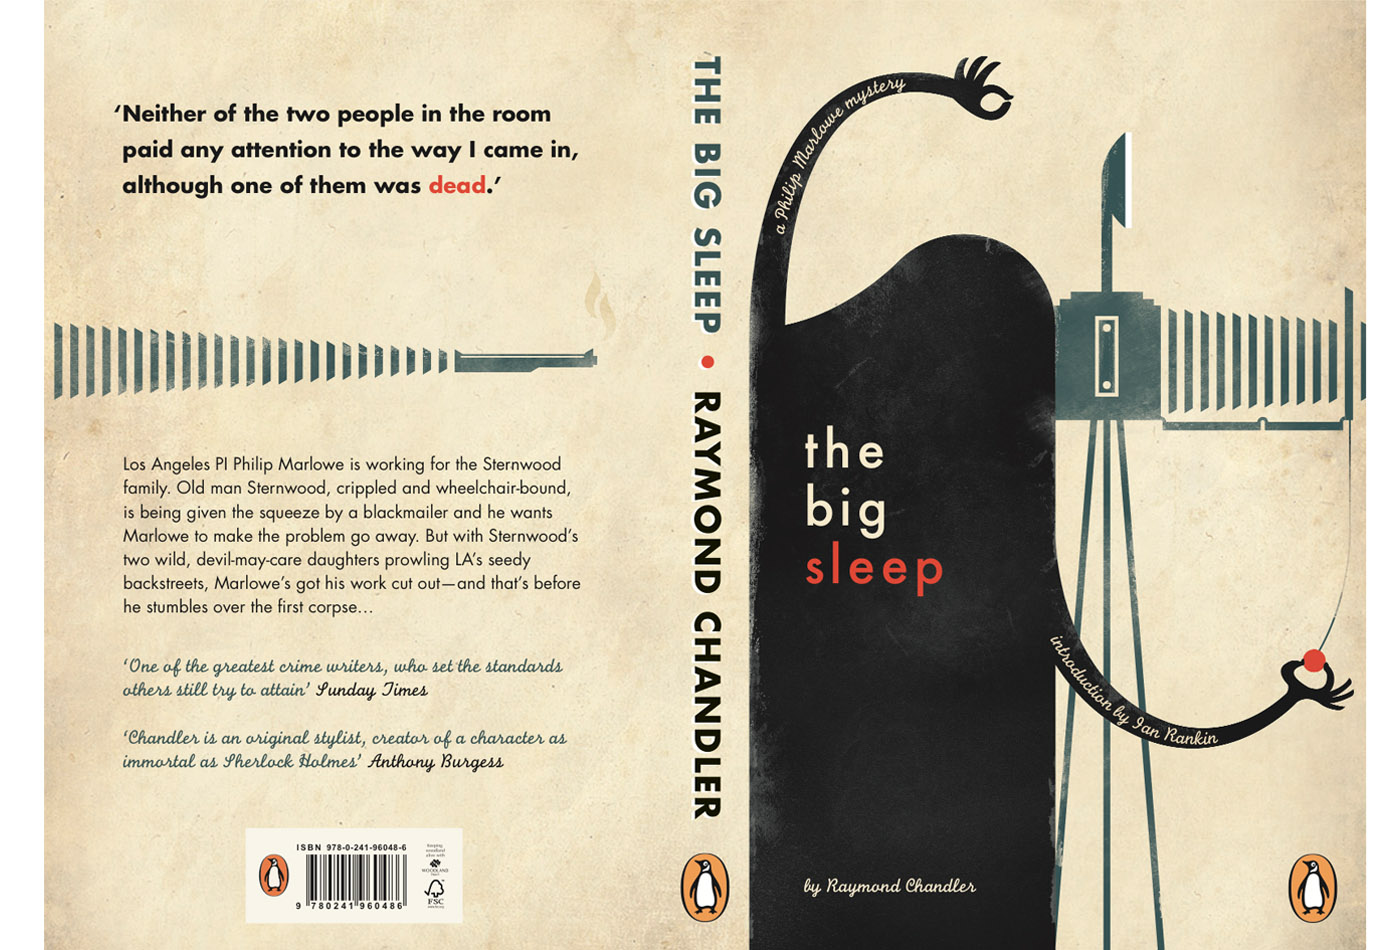 ‘Neither of the two people in the room
paid any attention to the way I came in,
although one of them was dead.’
Los Angeles PI Philip Marlowe is working for the Sternwood
family. Old man Sternwood, crippled and wheelchair-bound,
is being given the squeeze by a blackmailer and he wants
Marlowe to make the problem go away. But with Sternwood’s
two wild, devil-may-care daughters prowling LA’s seedy
backstreets, Marlowe’s got his work cut out—and that’s before
he stumbles over the first corpse…
‘One of the greatest crime writers, who set the standards
others still try to attain’ Sunday Times
‘Chandler is an original stylist, creator of a character as
immortal as Sherlock Holmes’ Anthony Burgess
ISBN 978-0-241-96048-6
9 780241 960486
WOODLAND
FSC
THE BIG SLEEP • RAYMOND CHANDLER
a Philip Marlowe mystery
the
big
sleep
introduction by Ian Rankin
by Raymond Chandler